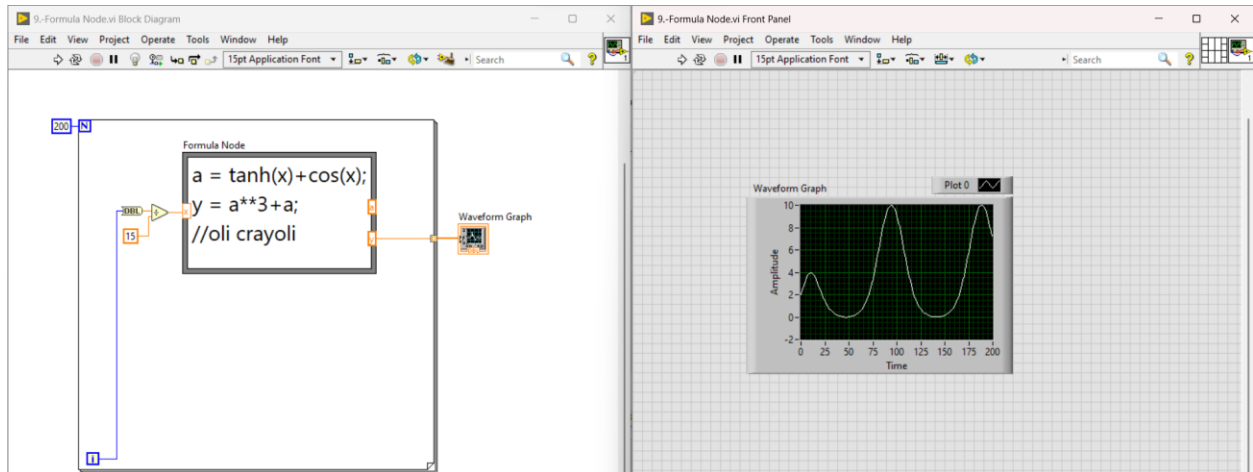 9.-Formula Node.vi Block Diagram
File Edit View Project Operate Tools Window Help
15pt Application Font Search ?
1
200 N
Formula Node
a = tanh(x)+cos(x);
y = a**3+a;
//oli crayoli
DBL
÷
15
x
a
y
Waveform Graph
i
9.-Formula Node.vi Front Panel
File Edit View Project Operate Tools Window Help
15pt Application Font Search ?
1
Waveform Graph
Plot 0
Amplitude
10
8
6
4
2
0
-2
0 25 50 75 100 125 150 175 200
Time